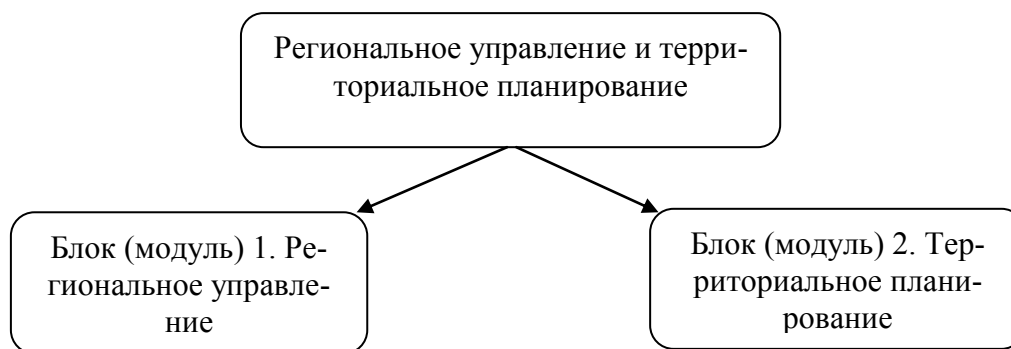 Региональное управление и терри-
ториальное планирование
Блок (модуль) 1. Ре-
гиональное управле-
ние
Блок (модуль) 2. Тер-
риториальное плани-
рование